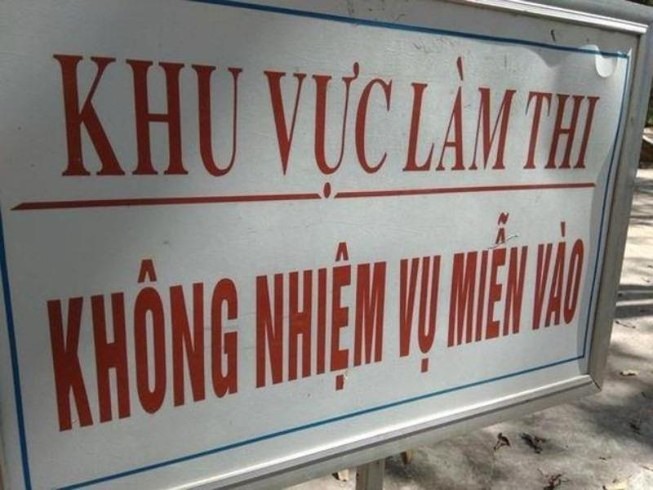 KHU VỰC LÀM THI
KHÔNG NHIỆM VỤ MIỄN VÀO